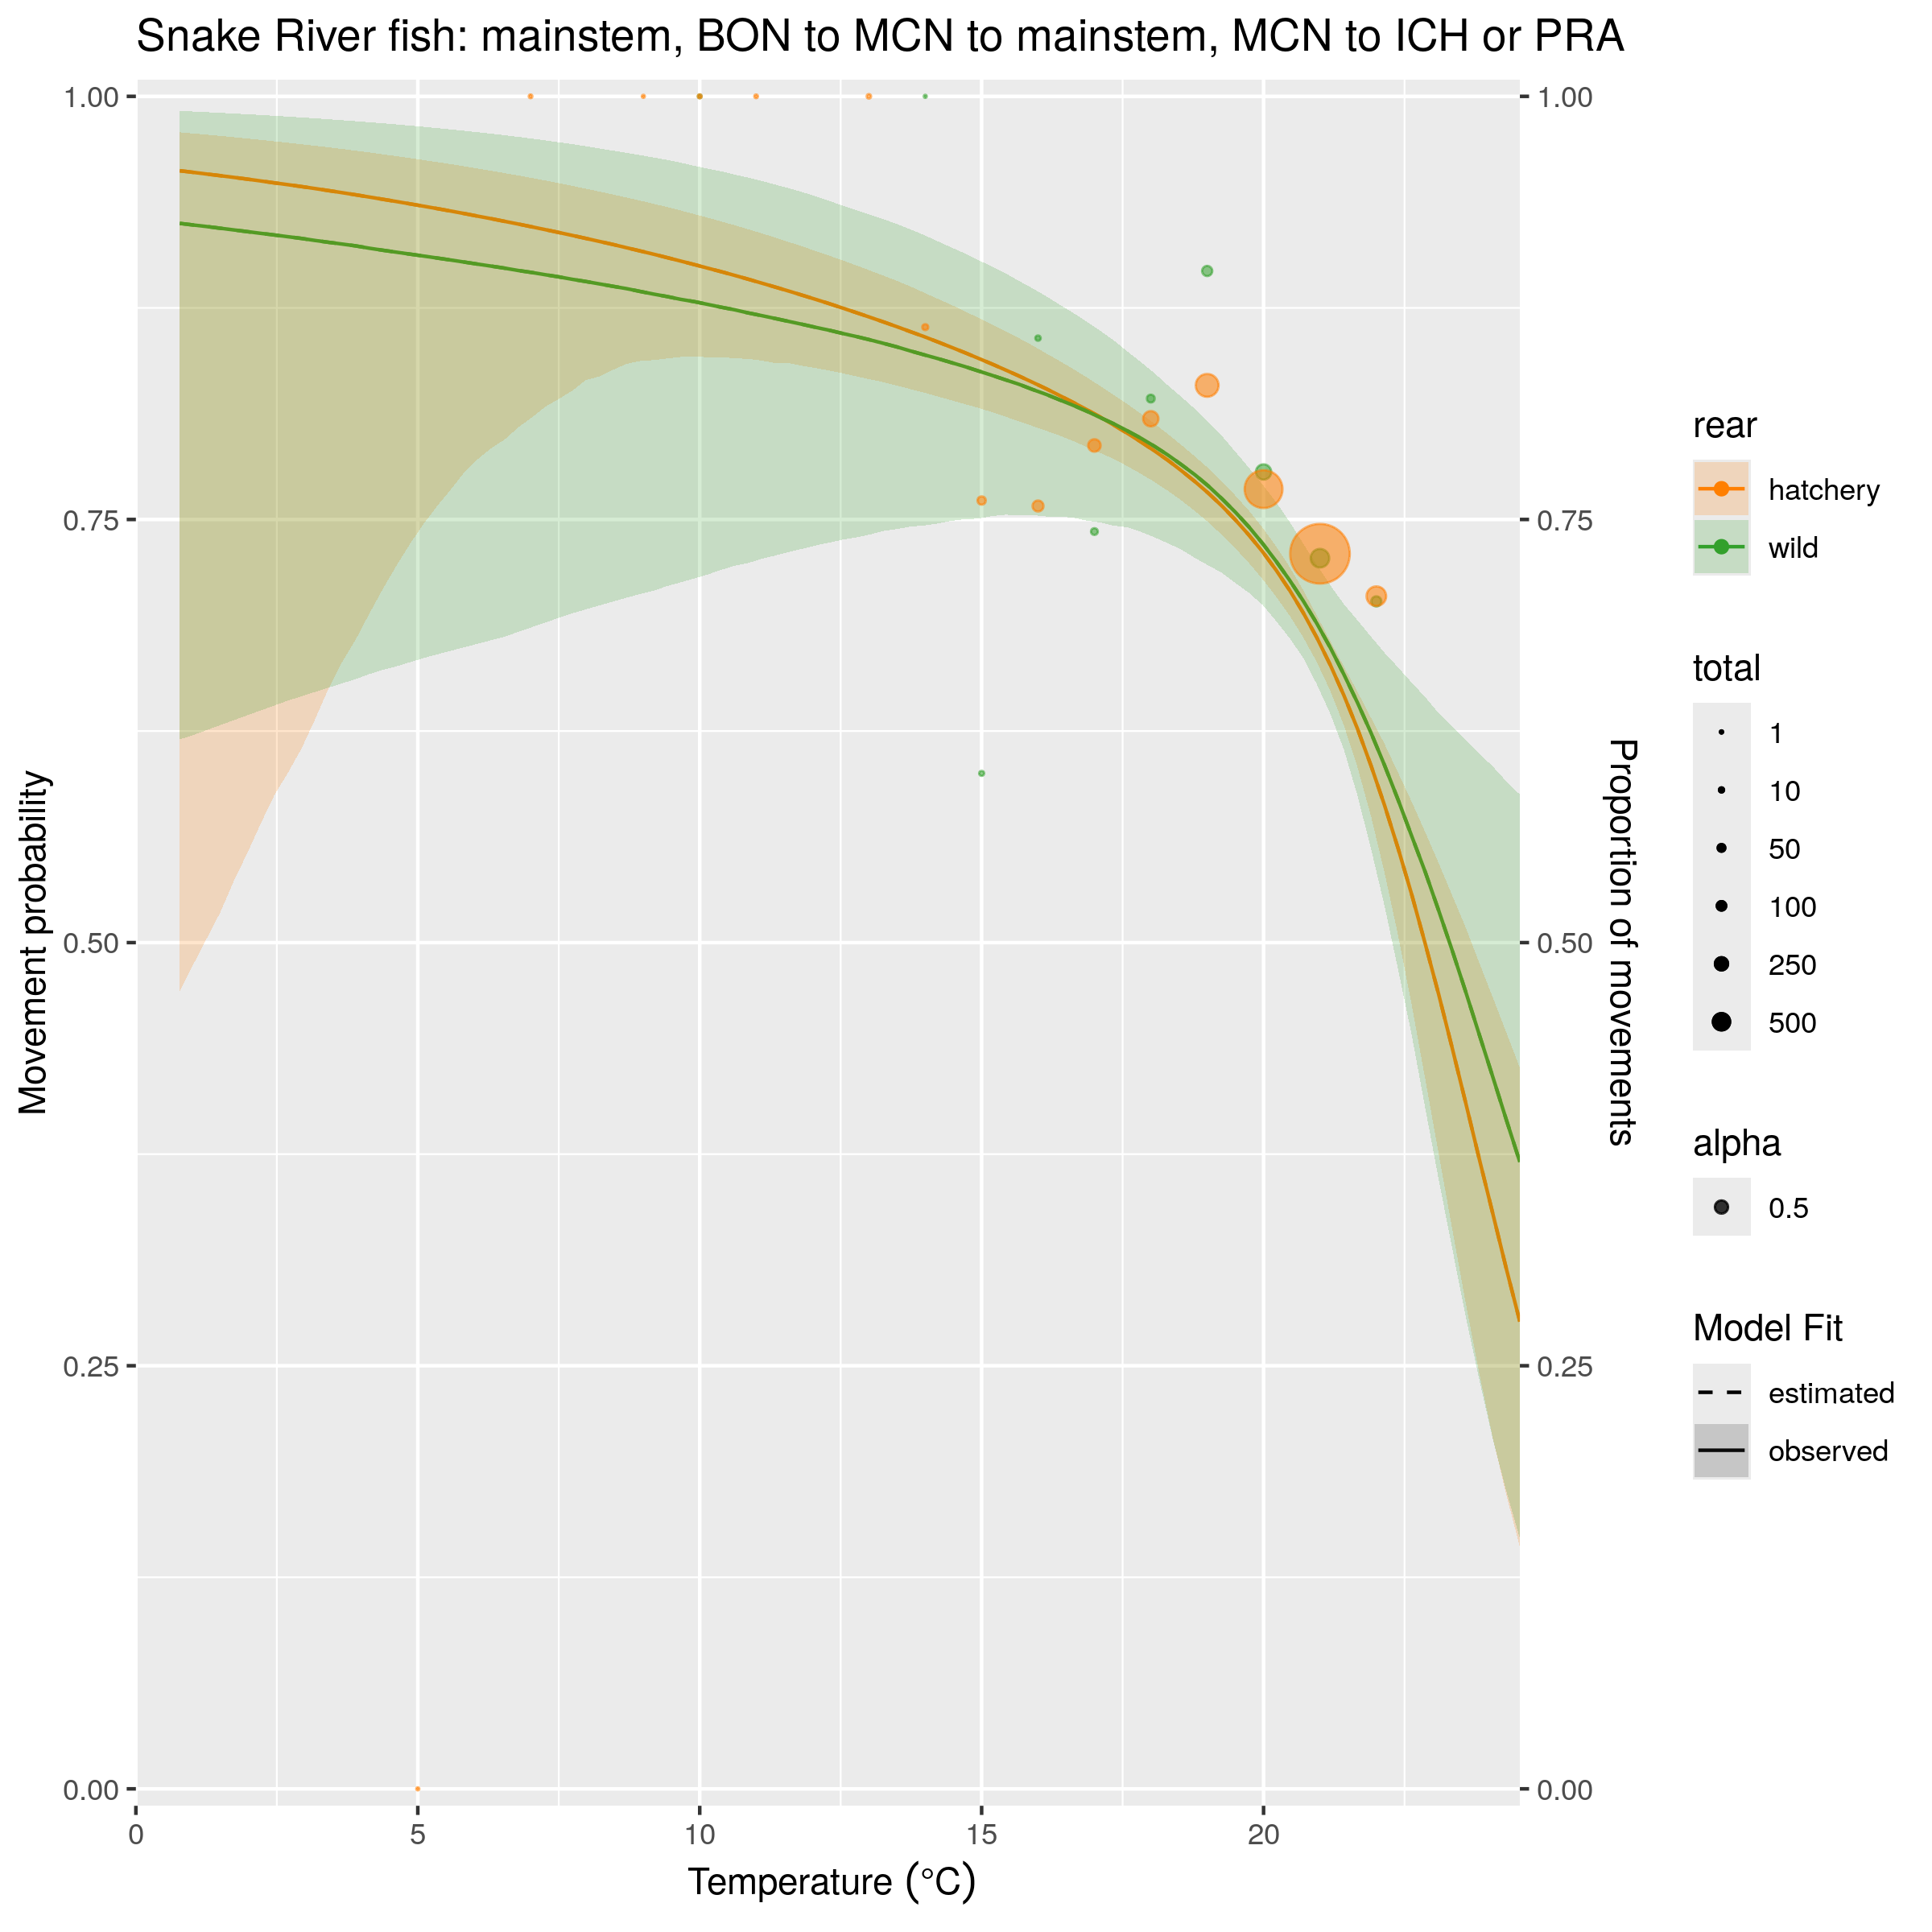 Snake River fish: mainstem, BON to MCN to mainstem, MCN to ICH or PRA
Movement probability
1.00
0.75
0.50
0.25
0.00
0
5
10
15
20
Temperature (°C)
1.00
0.75
0.50
0.25
0.00
Proportion of movements
rear
hatchery
wild
total
1
10
50
100
250
500
alpha
0.5
Model Fit
estimated
observed